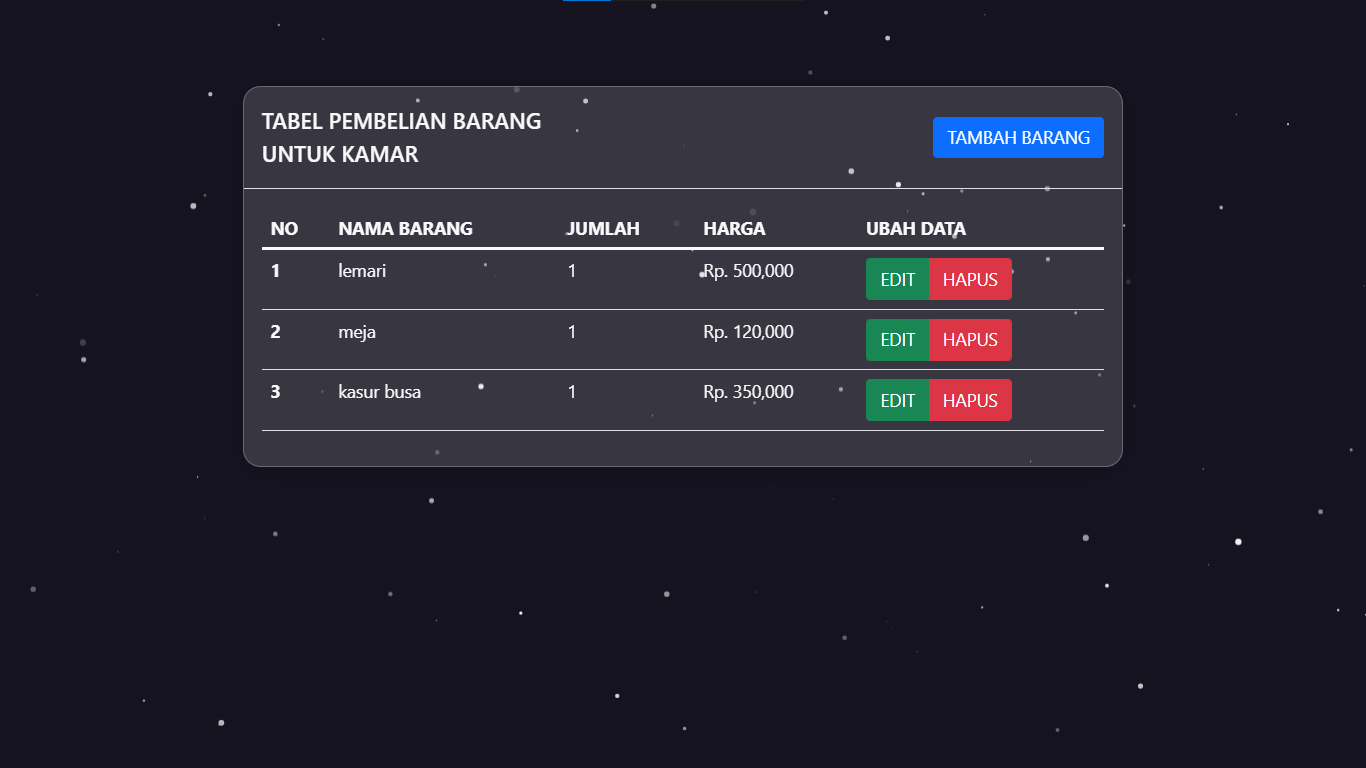 TABEL PEMBELIAN BARANG
UNTUK KAMAR
TAMBAH BARANG
NO NAMA BARANG JUMLAH HARGA UBAH DATA
1 lemari 1 Rp. 500,000 EDIT HAPUS
2 meja 1 Rp. 120,000 EDIT HAPUS
3 kasur busa 1 Rp. 350,000 EDIT HAPUS